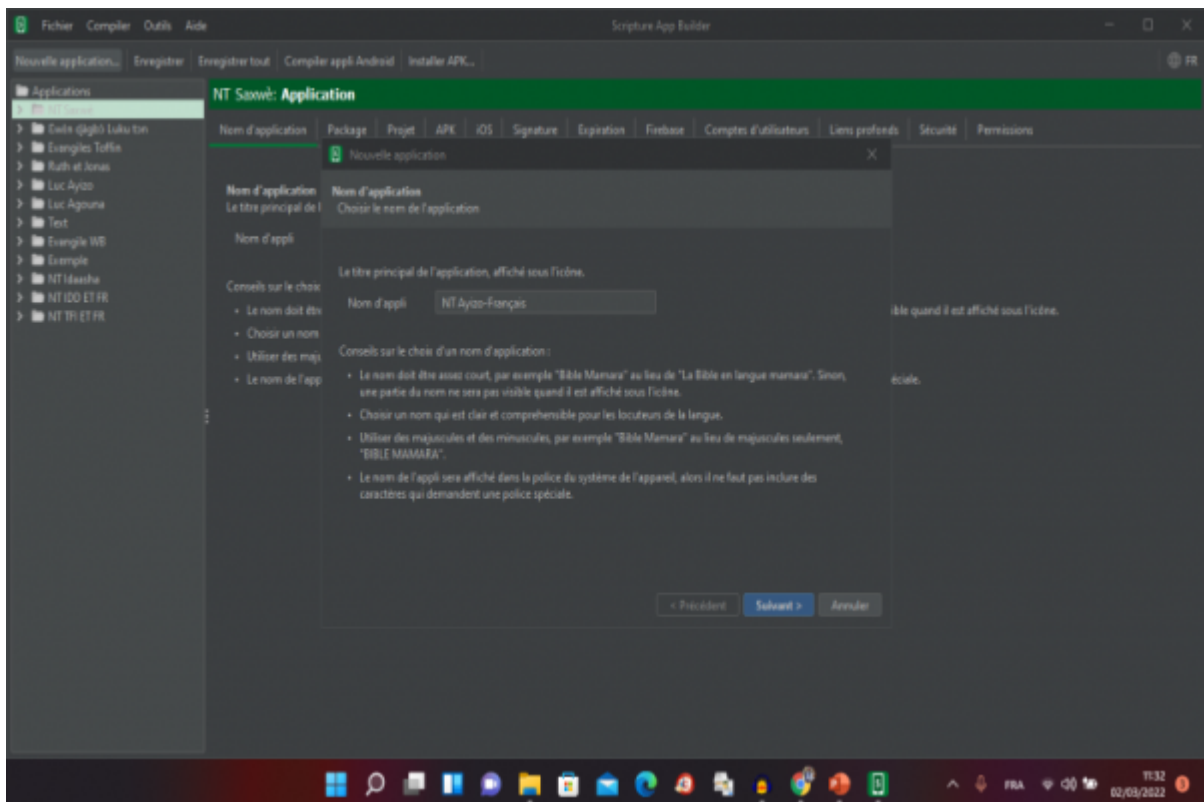 Fichier Compiler Outils Aide
Scripture App Builder
Nouvelle application... Enregistrer Enregistrer tout Compiler appli Android Installer APK...
FR
Applications
NT Saxwè
Evangiles Toffin
Ruth et Jonas
Luc Ayizo
Luc Agouna
Text
Evangile WB
Exemple
NT Idaasha
NT IDD ET FR
NT TFI ET FR
NT Saxwè: Application
Nom d'application Package Projet APK iOS Signature Expiration Firebase Comptes d'utilisateurs Liens profonds Sécurité Permissions
Nom d'application
Le titre principal de l
Nom d'appli
Conseils sur le choix
• Le nom doit être
• Choisir un nom
• Utiliser des maju
• Le nom de l'app
ible quand il est affiché sous l'icône.
éciale.
Nouvelle application
Nom d'application
Choisir le nom de l'application
Le titre principal de l'application, affiché sous l'icône.
Nom d'appli NT Ayizo-Français
Conseils sur le choix d'un nom d'application :
• Le nom doit être assez court, par exemple "Bible Mamara" au lieu de "La Bible en langue mamara". Sinon,
une partie du nom ne sera pas visible quand il est affiché sous l'icône.
• Choisir un nom qui est clair et comprehensible pour les locuteurs de la langue.
• Utiliser des majuscules et des minuscules, par exemple "Bible Mamara" au lieu de majuscules seulement,
"BIBLE MAMARA".
• Le nom de l'appli sera affiché dans la police du système de l'appareil, alors il ne faut pas inclure des
caractères qui demandent une police spéciale.
< Précédent Suivant > Annuler
FRA
11:32
02/03/2022